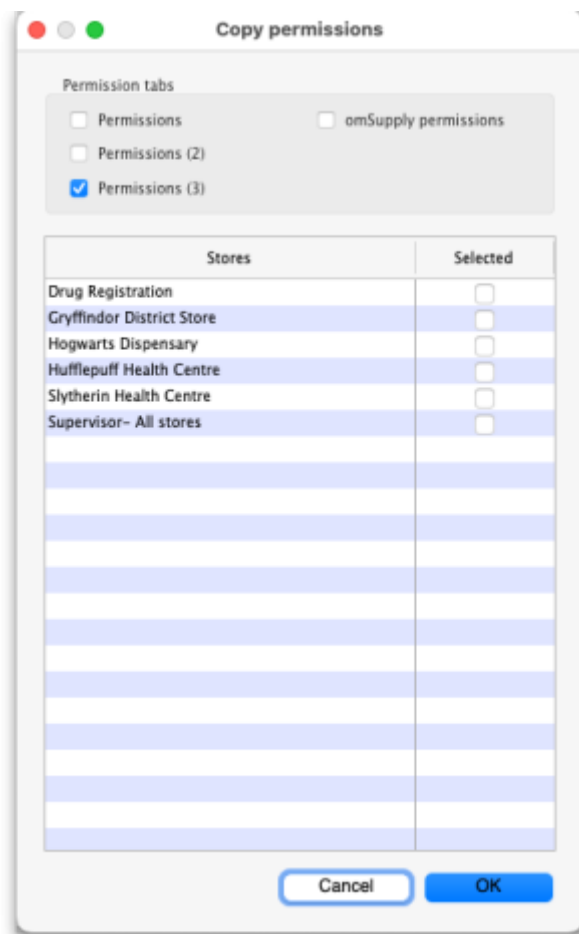 Copy permissions
Permission tabs
Permissions
omSupply permissions
Permissions (2)
Permissions (3)
Stores Selected
Drug Registration
Gryffindor District Store
Hogwarts Dispensary
Hufflepuff Health Centre
Slytherin Health Centre
Supervisor- All stores
Cancel OK